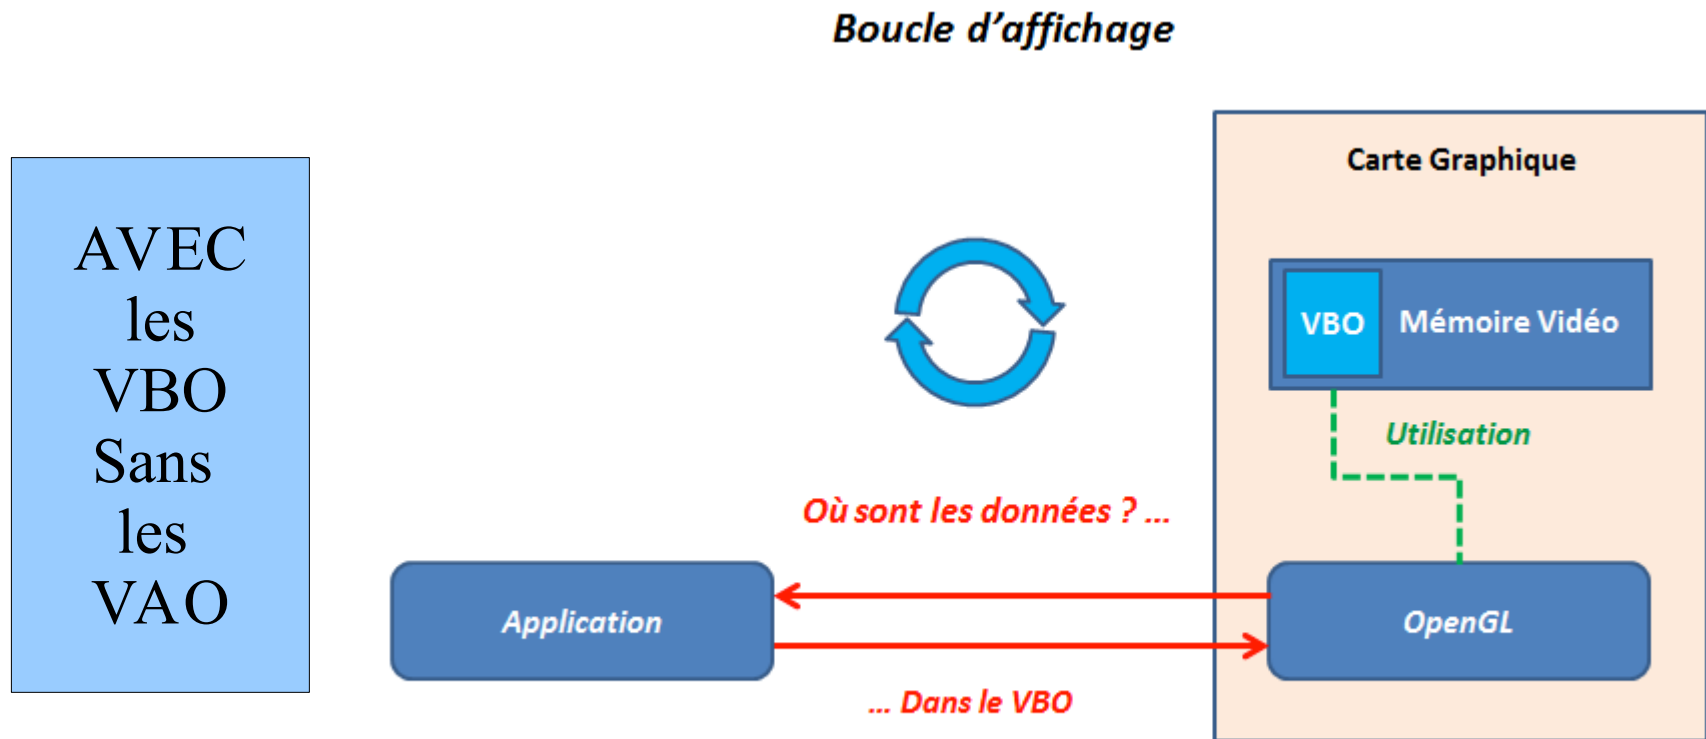 Boucle d'affichage
AVEC
les
VBO
Sans
les
VAO
Carte Graphique
VBO
Mémoire Vidéo
Utilisation
Où sont les données ? ...
Application
OpenGL
... Dans le VBO